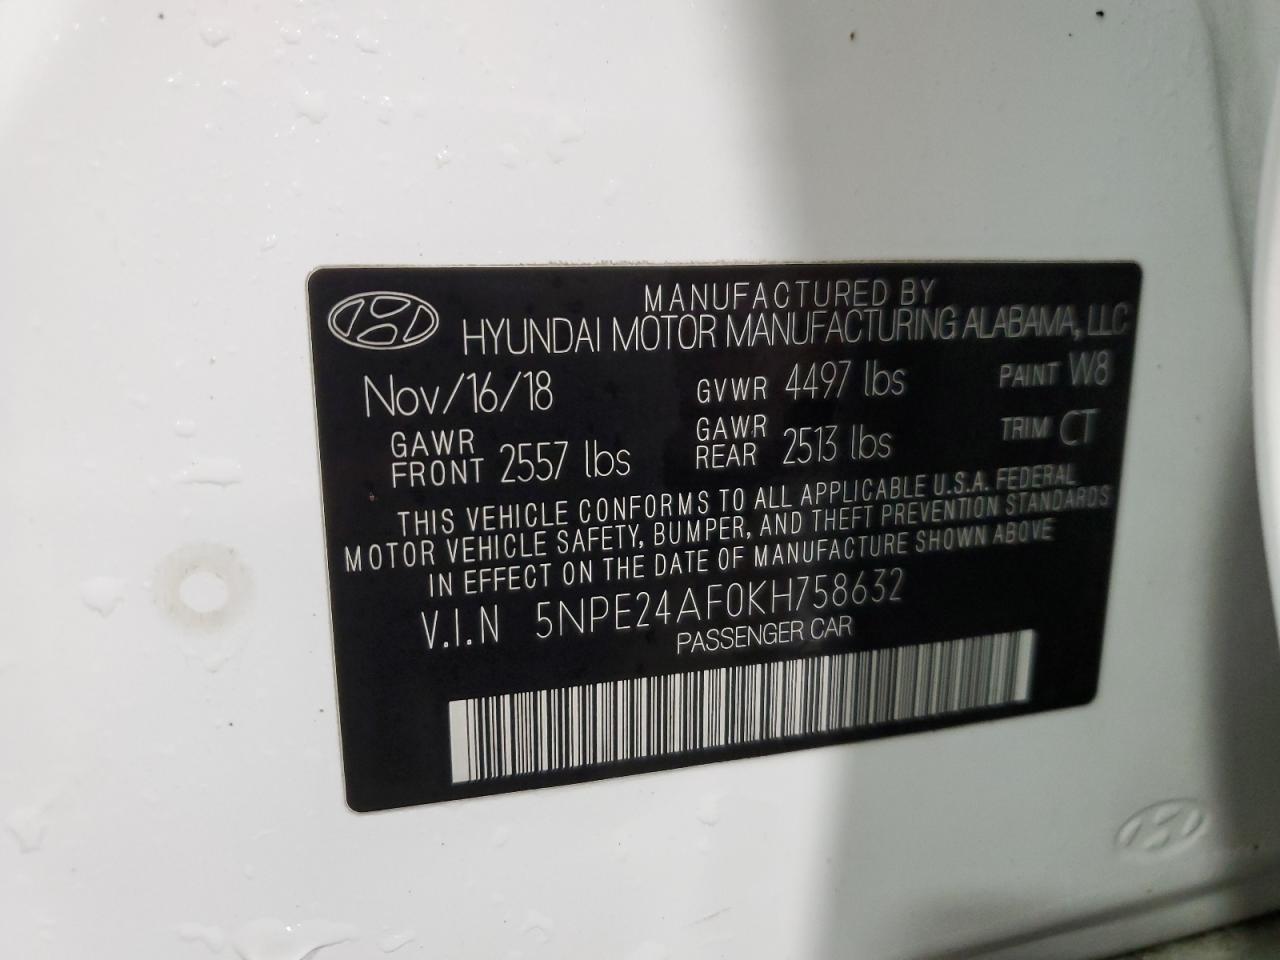 MANUFACTURED BY
HYUNDAI MOTOR MANUFACTURING ALABAMA, LLC
Nov/16/18 GVWR 4497 lbs PAINT W8
GAWR FRONT 2557 lbs GAWR REAR 2513 lbs TRIM CT
THIS VEHICLE CONFORMS TO ALL APPLICABLE U.S.A. FEDERAL
MOTOR VEHICLE SAFETY, BUMPER, AND THEFT PREVENTION STANDARDS
IN EFFECT ON THE DATE OF MANUFACTURE SHOWN ABOVE
V.I.N 5NPE24AF0KH758632
PASSENGER CAR